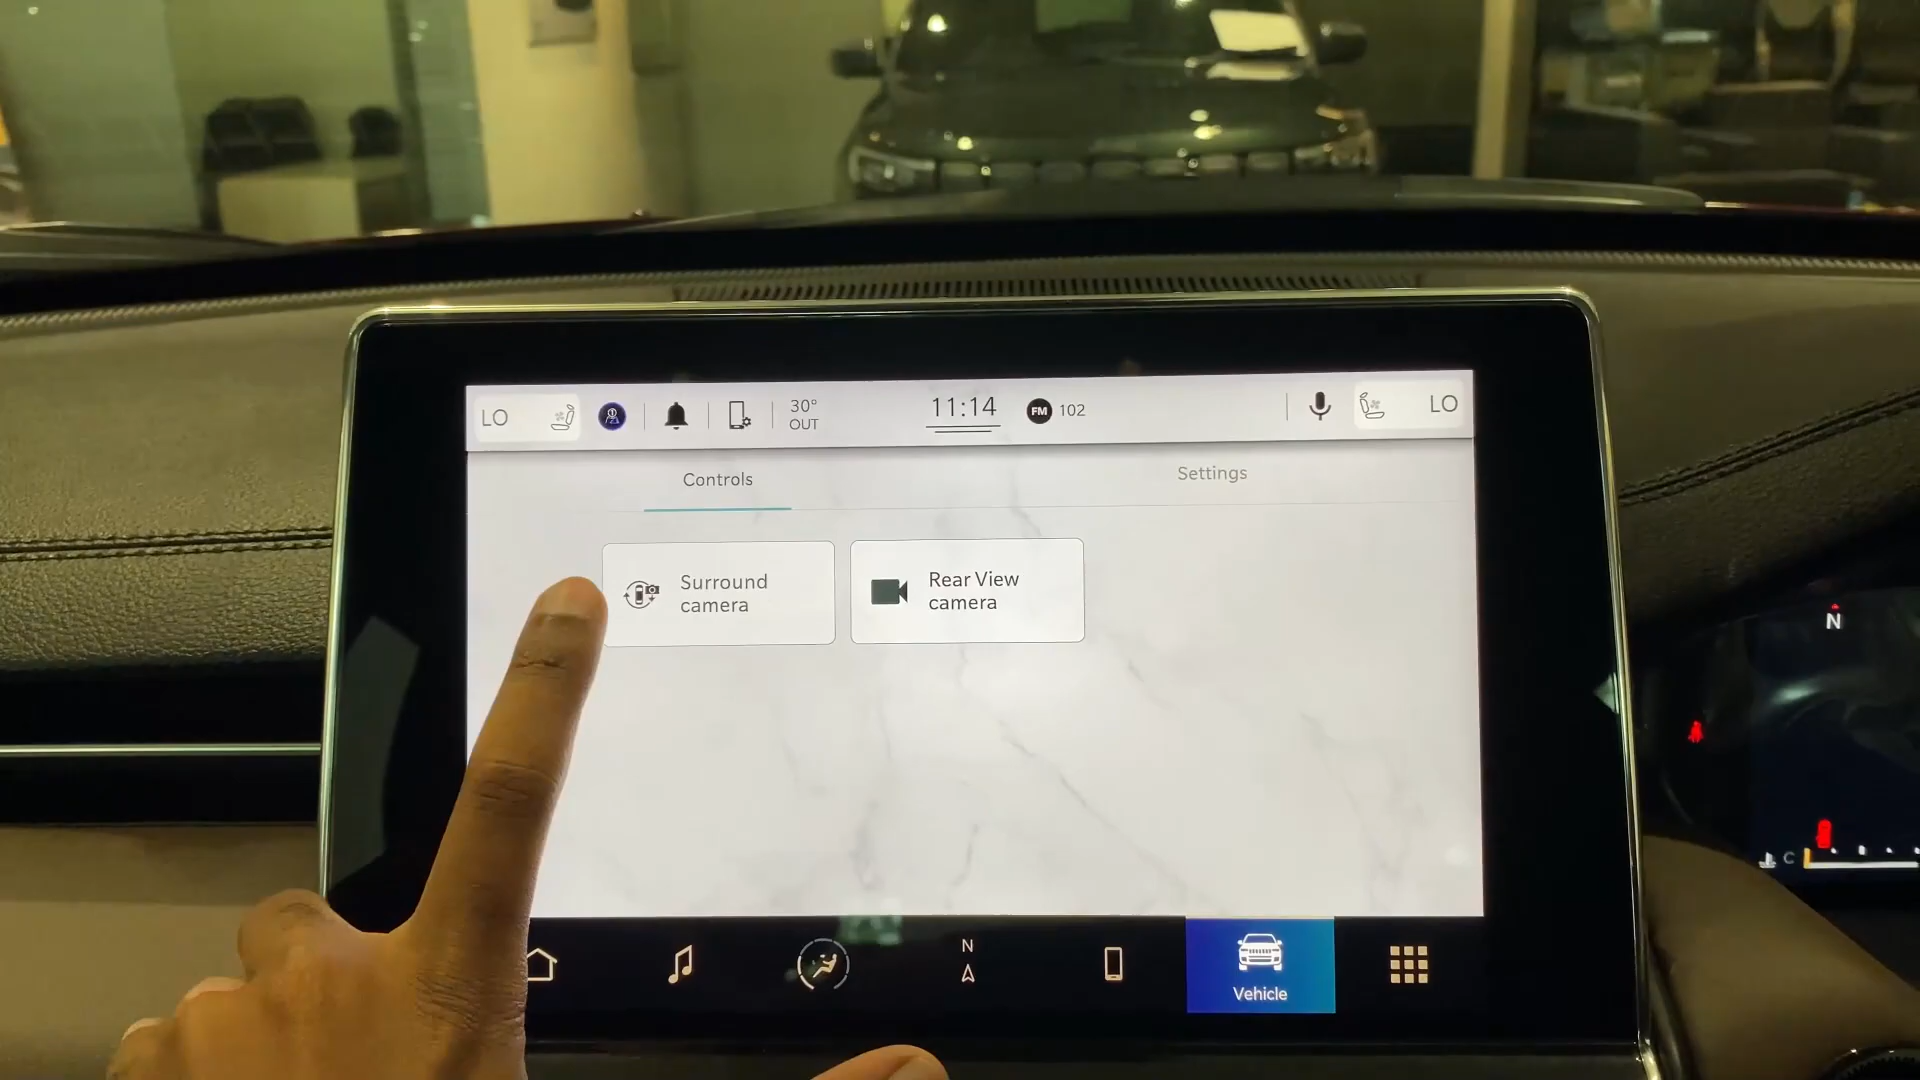 LO
30°
OUT
11:14
FM 102
LO
Controls
Settings
Surround
camera
Rear View
camera
N
Vehicle
N
C